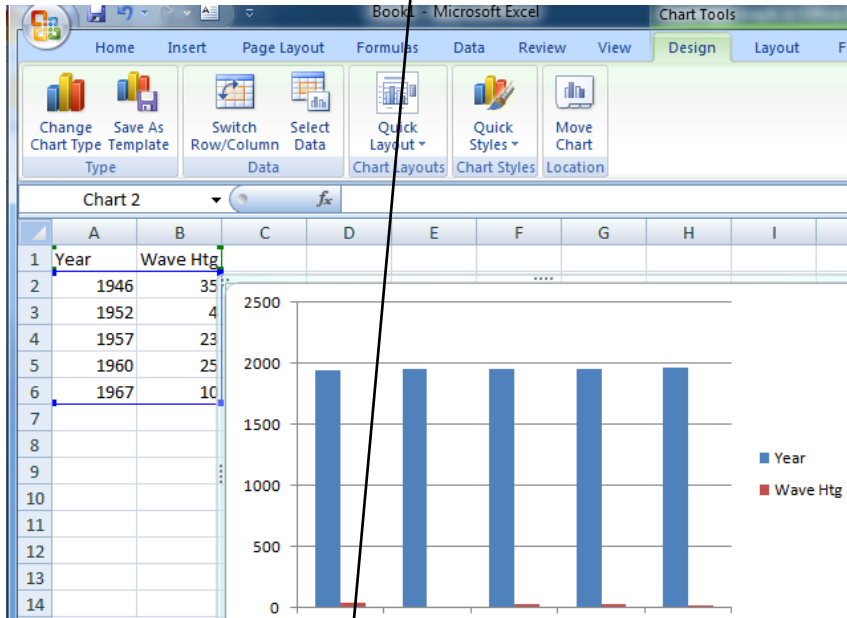 Book1 - Microsoft Excel
Chart Tools
Home Insert Page Layout Formulas Data Review View Design Layout F
Change Chart Type
Save As Template
Switch Row/Column
Select Data
Quick Layout
Quick Styles
Move Chart
Type Data Chart Layouts Chart Styles Location
Chart 2 fx
A B C D E F G H I
1 Year Wave Htg
2 1946 35
3 1952 4
4 1957 23
5 1960 25
6 1967 10
7
8
9
10
11
12
13
14
2500
2000
1500
1000
500
0
Year
Wave Htg